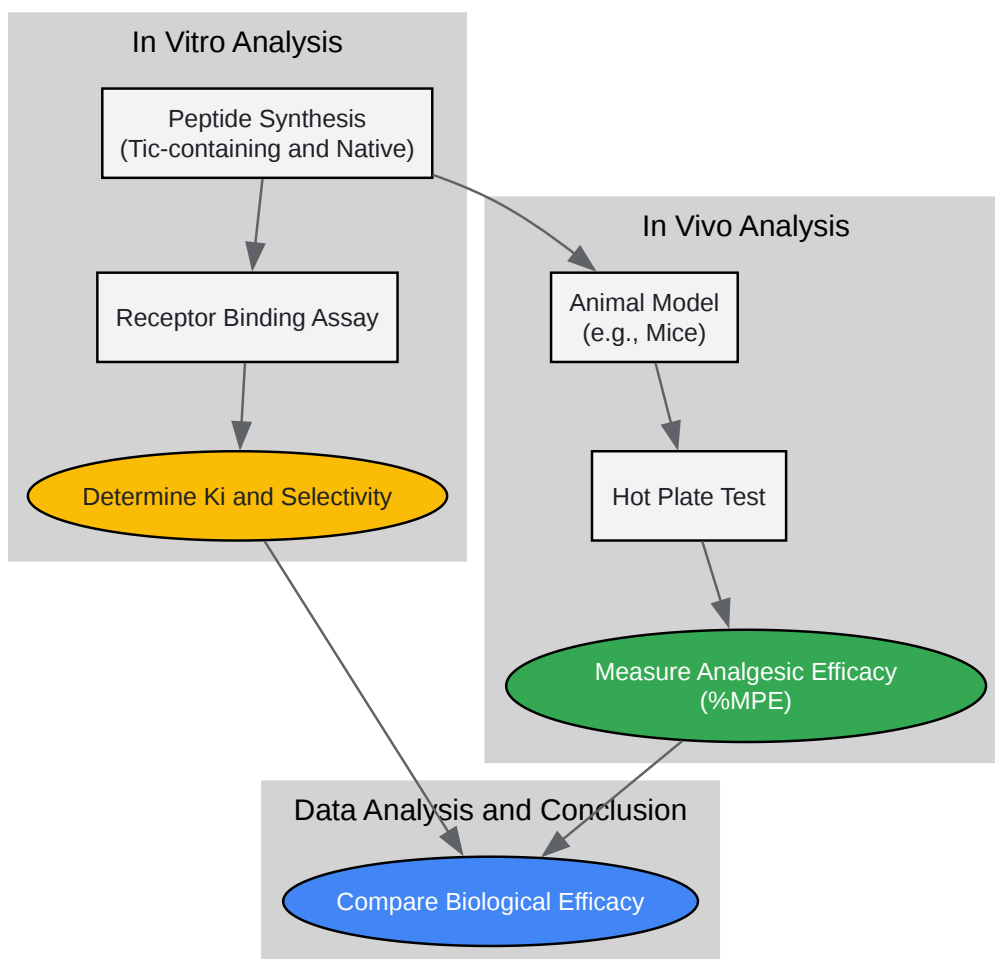 In Vitro Analysis
Peptide Synthesis
(Tic-containing and Native)
Receptor Binding Assay
Determine Ki and Selectivity
In Vivo Analysis
Animal Model
(e.g., Mice)
Hot Plate Test
Measure Analgesic Efficacy
(%MPE)
Data Analysis and Conclusion
Compare Biological Efficacy